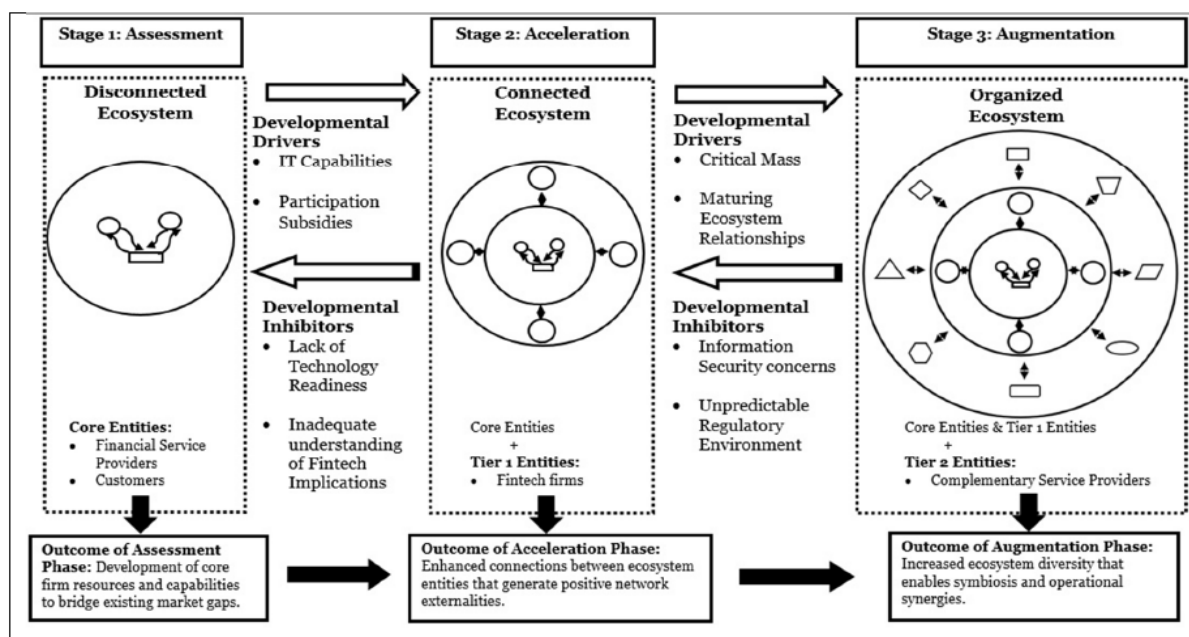 Stage 1: Assessment
Stage 2: Acceleration
Stage 3: Augmentation
Disconnected
Ecosystem
Developmental
Drivers
• IT Capabilities
• Participation
Subsidies
Developmental
Inhibitors
• Lack of
Technology
Readiness
• Inadequate
understanding
of Fintech
Implications
Core Entities:
• Financial Service
Providers
• Customers
Connected
Ecosystem
Core Entities
+
Tier 1 Entities:
• Fintech firms
Developmental
Drivers
• Critical Mass
• Maturing
Ecosystem
Relationships
Developmental
Inhibitors
• Information
Security concerns
• Unpredictable
Regulatory
Environment
Organized
Ecosystem
Core Entities & Tier 1 Entities
+
Tier 2 Entities:
• Complementary Service Providers
Outcome of Assessment
Phase: Development of core
firm resources and capabilities
to bridge existing market gaps.
Outcome of Acceleration Phase:
Enhanced connections between ecosystem
entities that generate positive network
externalities.
Outcome of Augmentation Phase:
Increased ecosystem diversity that
enables symbiosis and operational
synergies.